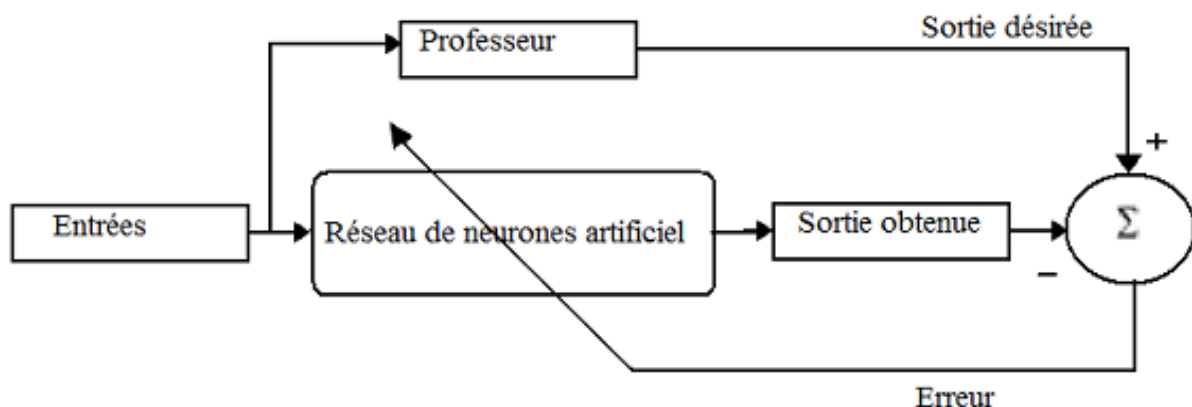 Professeur
Sortie désirée
+
Entrées
Réseau de neurones artificiel
Sortie obtenue
Σ
−
Erreur